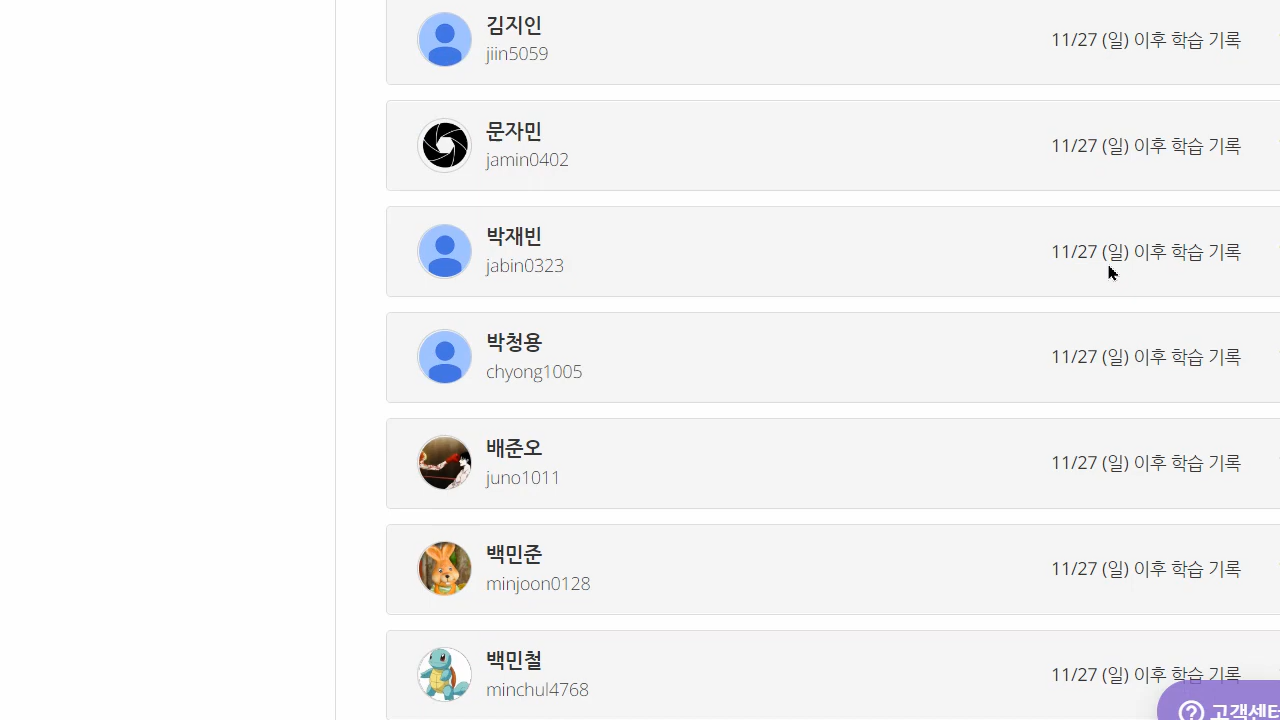 김지인
jiin5059
11/27 (일) 이후 학습 기록
문자민
jamin0402
11/27 (일) 이후 학습 기록
박재빈
jabin0323
11/27 (일) 이후 학습 기록
박청용
chyong1005
11/27 (일) 이후 학습 기록
배준오
juno1011
11/27 (일) 이후 학습 기록
백민준
minjoon0128
11/27 (일) 이후 학습 기록
백민철
minchul4768
11/27 (일) 이후 학습 기록
고객센터